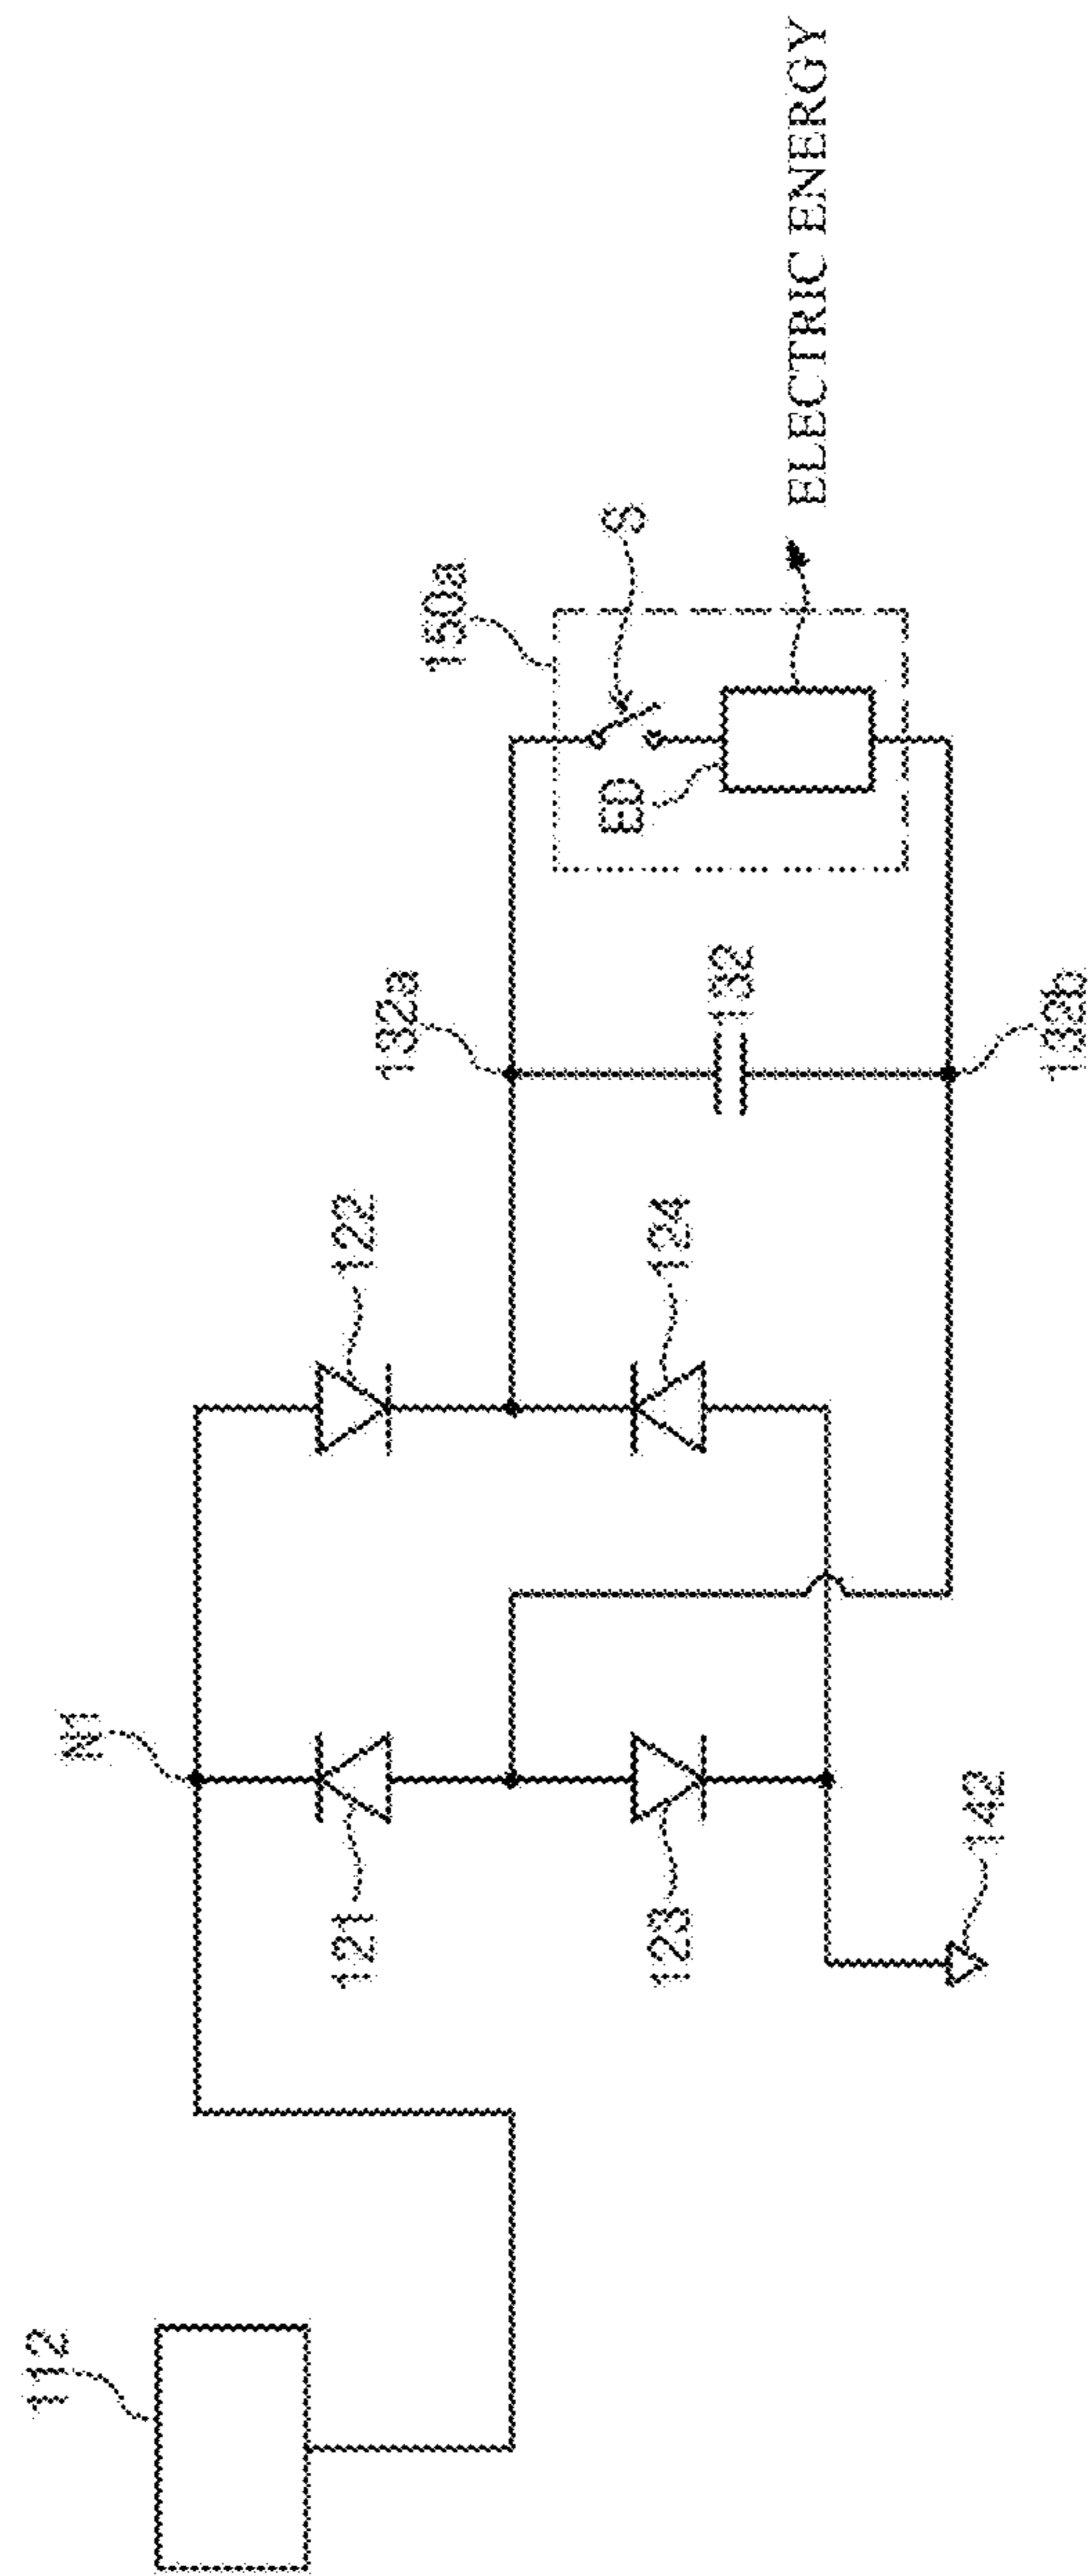 112
N1
121
122
123
124
142
132a
132
132b
150a
S
ED
ELECTRIC ENERGY